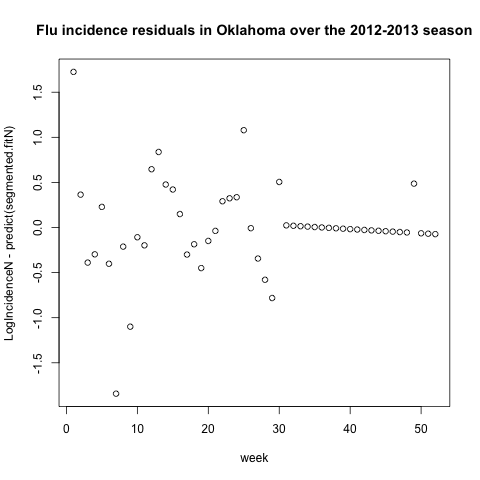 Flu incidence residuals in Oklahoma over the 2012-2013 season
LogIncidenceN - predict(segmented.fitN)
1.5
1.0
0.5
0.0
-0.5
-1.0
-1.5
0 10 20 30 40 50
week